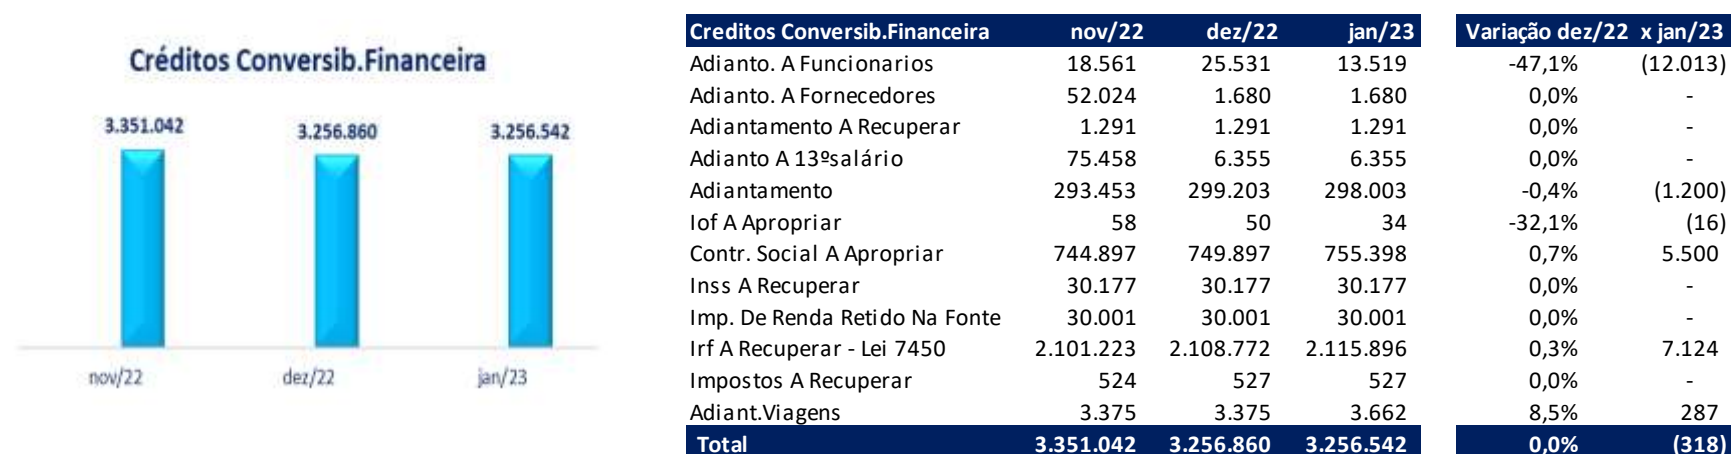 Créditos Conversib.Financeira
3.351.042 3.256.860 3.256.542
nov/22 dez/22 jan/23
Creditos Conversib.Financeira nov/22 dez/22 jan/23 Variação dez/22 x jan/23
Adianto. A Funcionarios 18.561 25.531 13.519 -47,1% (12.013)
Adianto. A Fornecedores 52.024 1.680 1.680 0,0% -
Adiantamento A Recuperar 1.291 1.291 1.291 0,0% -
Adianto A 13ºsalário 75.458 6.355 6.355 0,0% -
Adiantamento 293.453 299.203 298.003 -0,4% (1.200)
Iof A Apropriar 58 50 34 -32,1% (16)
Contr. Social A Apropriar 744.897 749.897 755.398 0,7% 5.500
Inss A Recuperar 30.177 30.177 30.177 0,0% -
Imp. De Renda Retido Na Fonte 30.001 30.001 30.001 0,0% -
Irf A Recuperar - Lei 7450 2.101.223 2.108.772 2.115.896 0,3% 7.124
Impostos A Recuperar 524 527 527 0,0% -
Adiant.Viagens 3.375 3.375 3.662 8,5% 287
Total 3.351.042 3.256.860 3.256.542 0,0% (318)